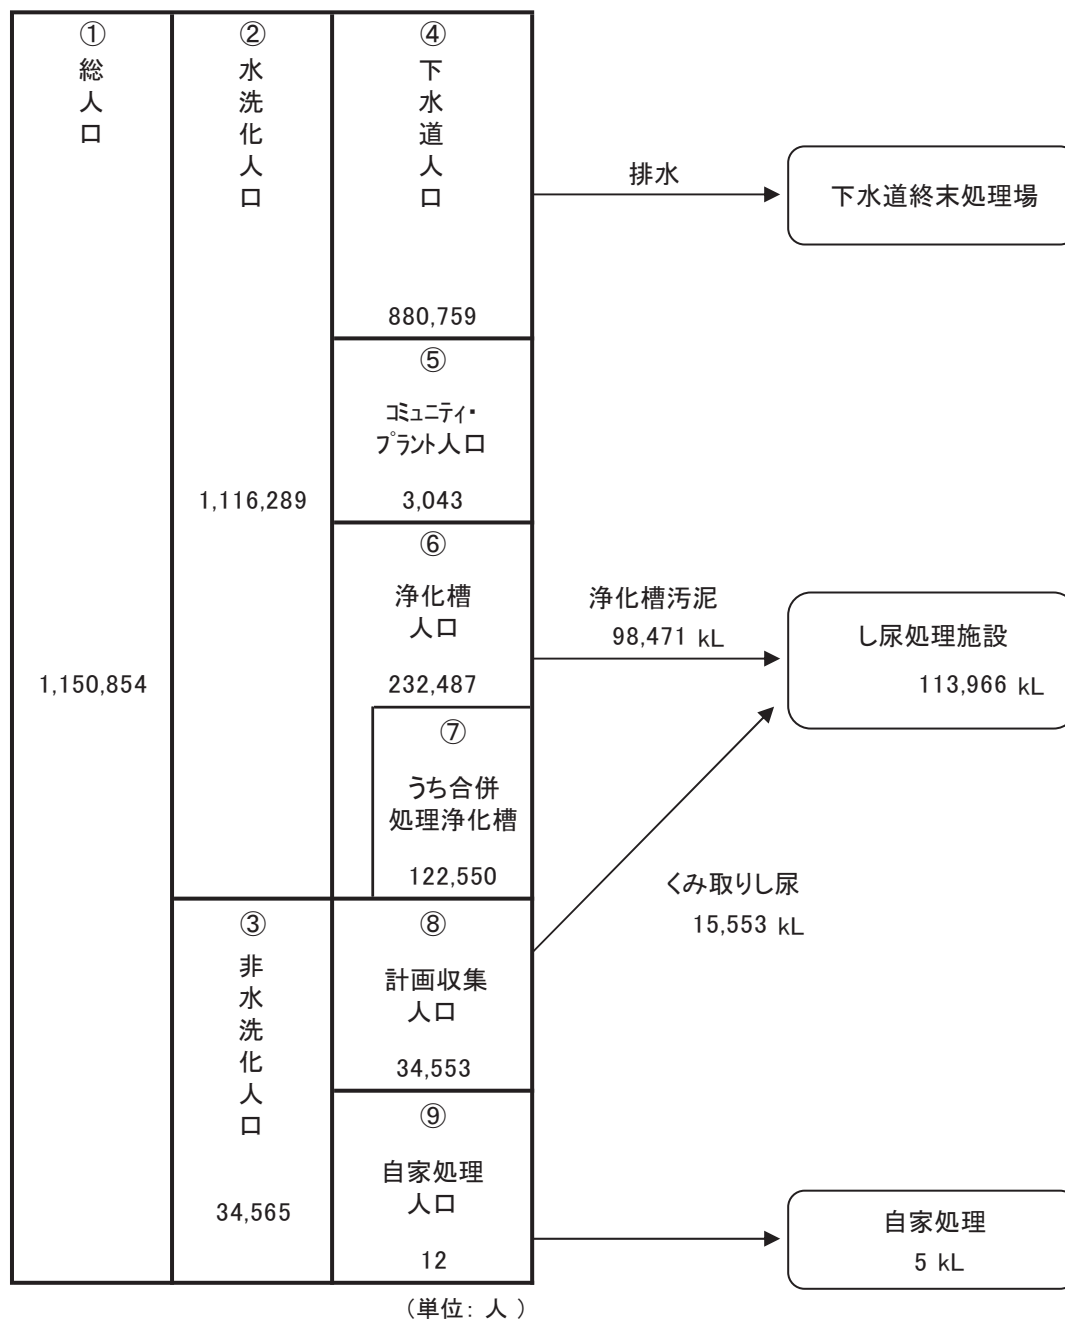 ①
総人口
1,150,854
②
水洗化人口
1,116,289
③
非水洗化人口
34,565
④
下水道人口
880,759
⑤
コミュニティ・
プラント人口
3,043
⑥
浄化槽
人口
232,487
⑦
うち合併
処理浄化槽
122,550
⑧
計画収集
人口
34,553
⑨
自家処理
人口
12
(単位: 人 )
排水
下水道終末処理場
浄化槽汚泥
98,471 kL
し尿処理施設
113,966 kL
くみ取りし尿
15,553 kL
自家処理
5 kL